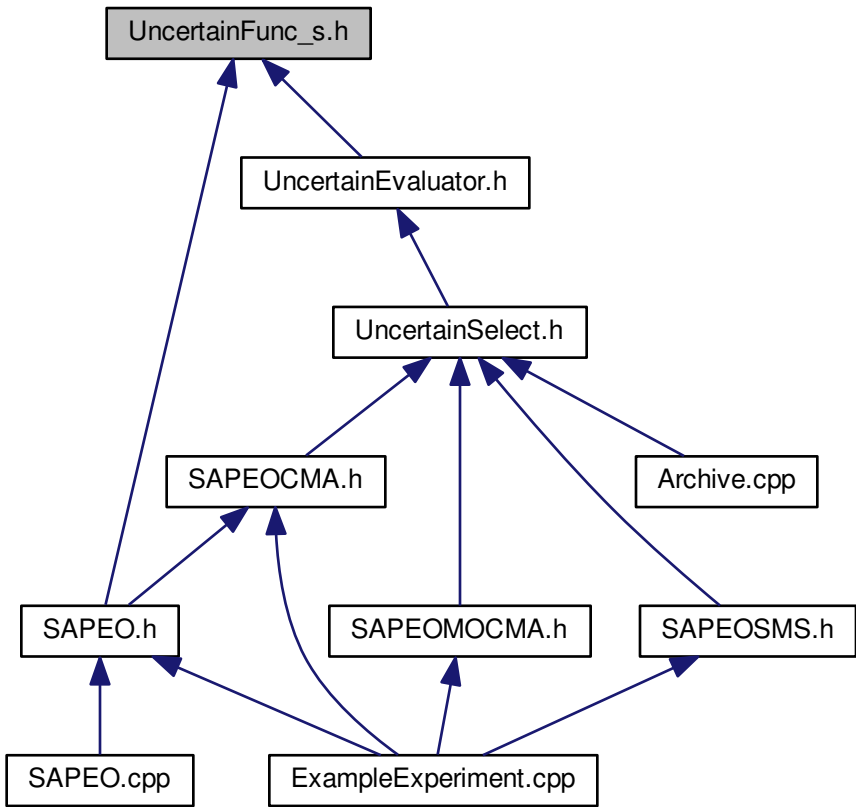 UncertainFunc_s.h
UncertainEvaluator.h
UncertainSelect.h
SAPEOCMA.h
Archive.cpp
SAPEO.h
SAPEOMOCMA.h
SAPEOSMS.h
SAPEO.cpp
ExampleExperiment.cpp